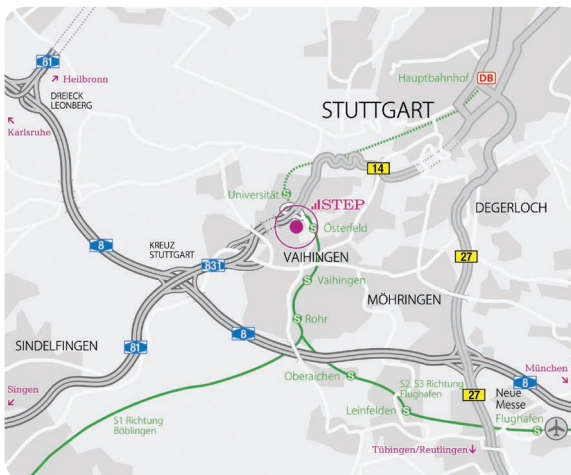 81
Heilbronn
DREIECK
LEONBERG
Karlsruhe
Hauptbahnhof
DB
STUTTGART
14
Universität
S
STEP
S
Österfeld
DEGERLOCH
8
KREUZ
STUTTGART
831
VAIHINGEN
27
S
Vaihingen
MÖHRINGEN
S
Rohr
SINDELFINGEN
81
8
München
Oberaichen
S
S2, S3 Richtung
Flughafen
8
Singen
27
Neue
Messe
Leinfelden
S
Flughafen
S
S1 Richtung
Böblingen
Tübingen/Reutlingen